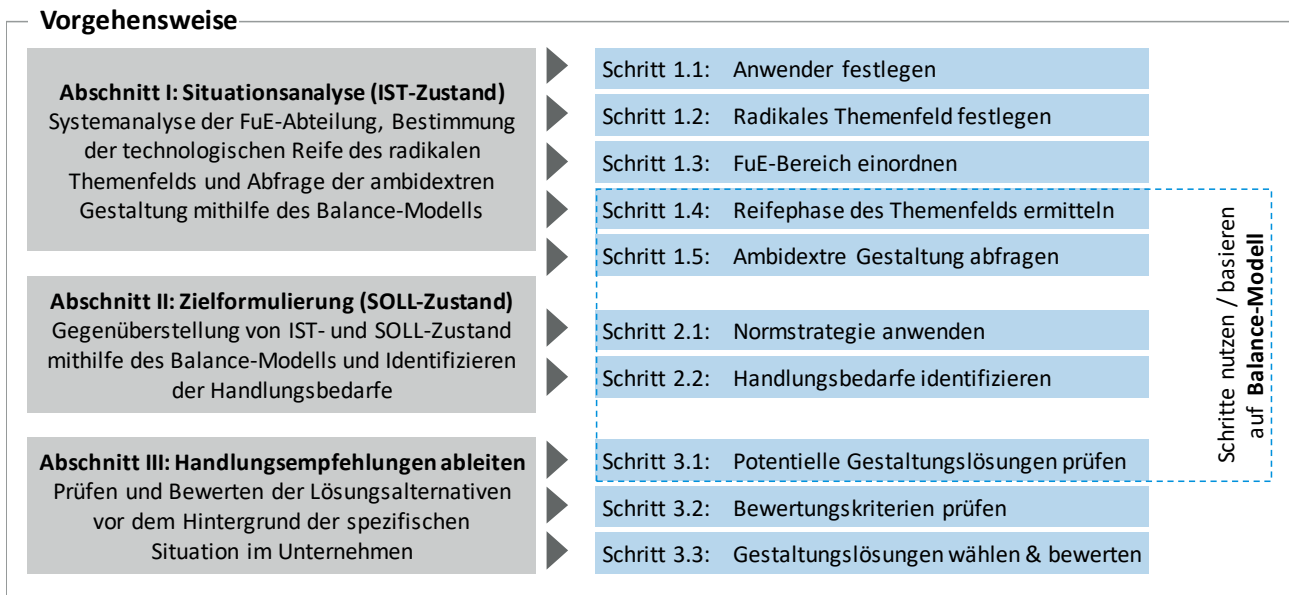 Vorgehensweise
Abschnitt I: Situationsanalyse (IST-Zustand)
Systemanalyse der FuE-Abteilung, Bestimmung
der technologischen Reife des radikalen
Themenfelds und Abfrage der ambidextren
Gestaltung mithilfe des Balance-Modells
Schritt 1.1: Anwender festlegen
Schritt 1.2: Radikales Themenfeld festlegen
Schritt 1.3: FuE-Bereich einordnen
Schritt 1.4: Reifephase des Themenfelds ermitteln
Schritt 1.5: Ambidextre Gestaltung abfragen
Abschnitt II: Zielformulierung (SOLL-Zustand)
Gegenüberstellung von IST- und SOLL-Zustand
mithilfe des Balance-Modells und Identifizieren
der Handlungsbedarfe
Schritt 2.1: Normstrategie anwenden
Schritt 2.2: Handlungsbedarfe identifizieren
Abschnitt III: Handlungsempfehlungen ableiten
Prüfen und Bewerten der Lösungsalternativen
vor dem Hintergrund der spezifischen
Situation im Unternehmen
Schritt 3.1: Potentielle Gestaltungslösungen prüfen
Schritt 3.2: Bewertungskriterien prüfen
Schritt 3.3: Gestaltungslösungen wählen & bewerten
Schritte nutzen / basieren
auf Balance-Modell